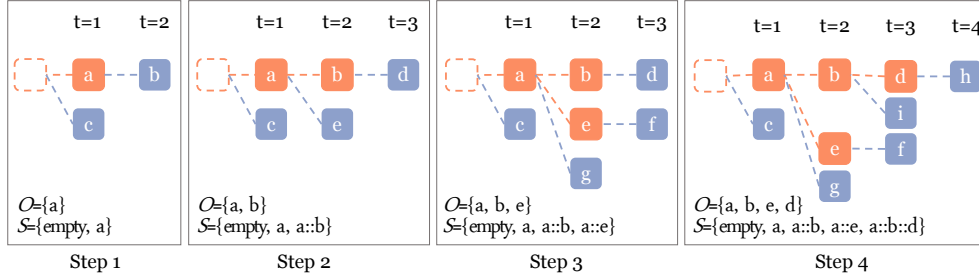 t=1 t=2
a b
c
O={a}
S={empty, a}
Step 1
t=1 t=2 t=3
a b d
c e
O={a, b}
S={empty, a, a::b}
Step 2
t=1 t=2 t=3
a b d
c e f
g
O={a, b, e}
S={empty, a, a::b, a::e}
Step 3
t=1 t=2 t=3 t=4
a b d h
c i
e f
g
O={a, b, e, d}
S={empty, a, a::b, a::e, a::b::d}
Step 4